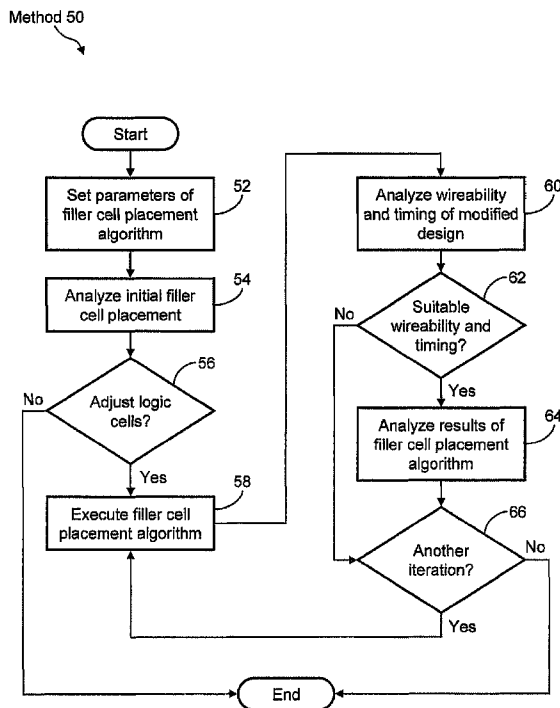 Method 50
Start
Set parameters of
filler cell placement
algorithm
52
Analyze initial filler
cell placement
54
Adjust logic
cells?
56
No
Yes
Execute filler cell
placement algorithm
58
Analyze wireability
and timing of modified
design
60
Suitable
wireability and
timing?
62
No
Yes
Analyze results of
filler cell placement
algorithm
64
Another
iteration?
66
No
Yes
End